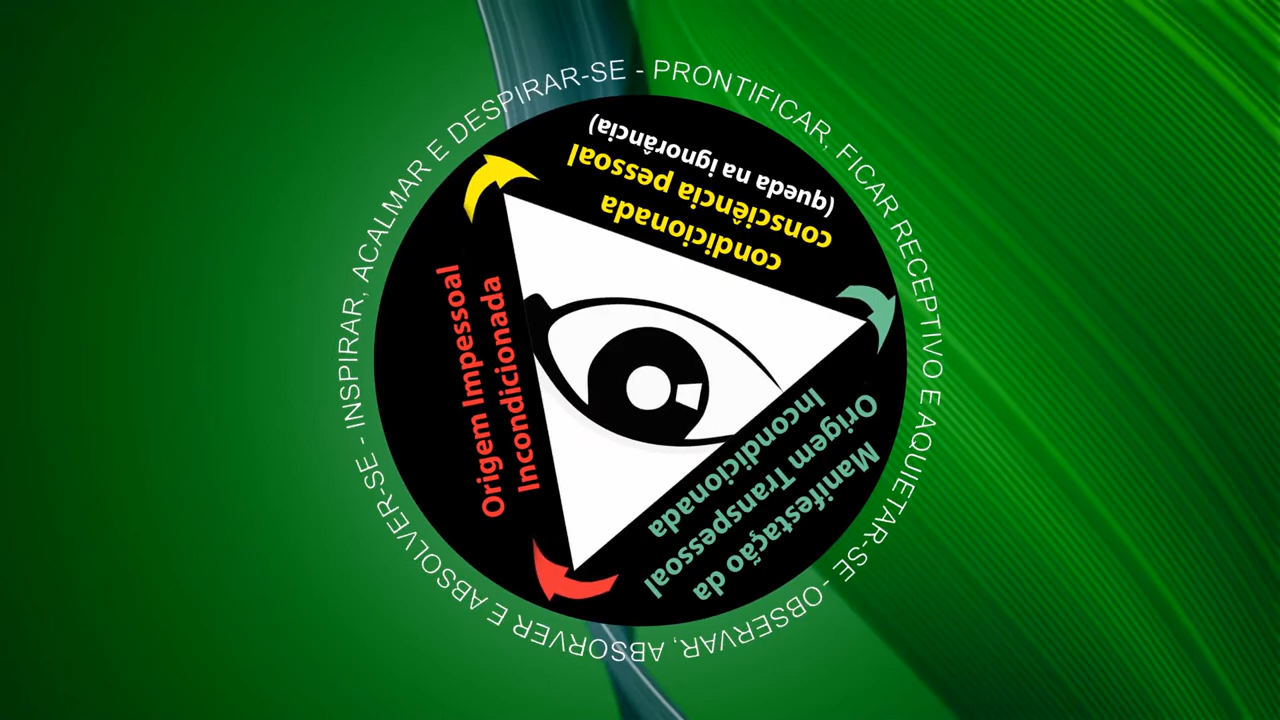 INSPIRAR, ACALMAR E DESPIRAR-SE - PRONTIFICAR, FICAR RECEPTIVO E AQUIETAR-SE - OBSERVAR, ABSORVER E ABSOLVER-SE -
Origem Impessoal
Incondicionada
condicionada
consciência pessoal
(queda na ignorância)
Incondicionada
Origem Transpessoal
Manifestação da